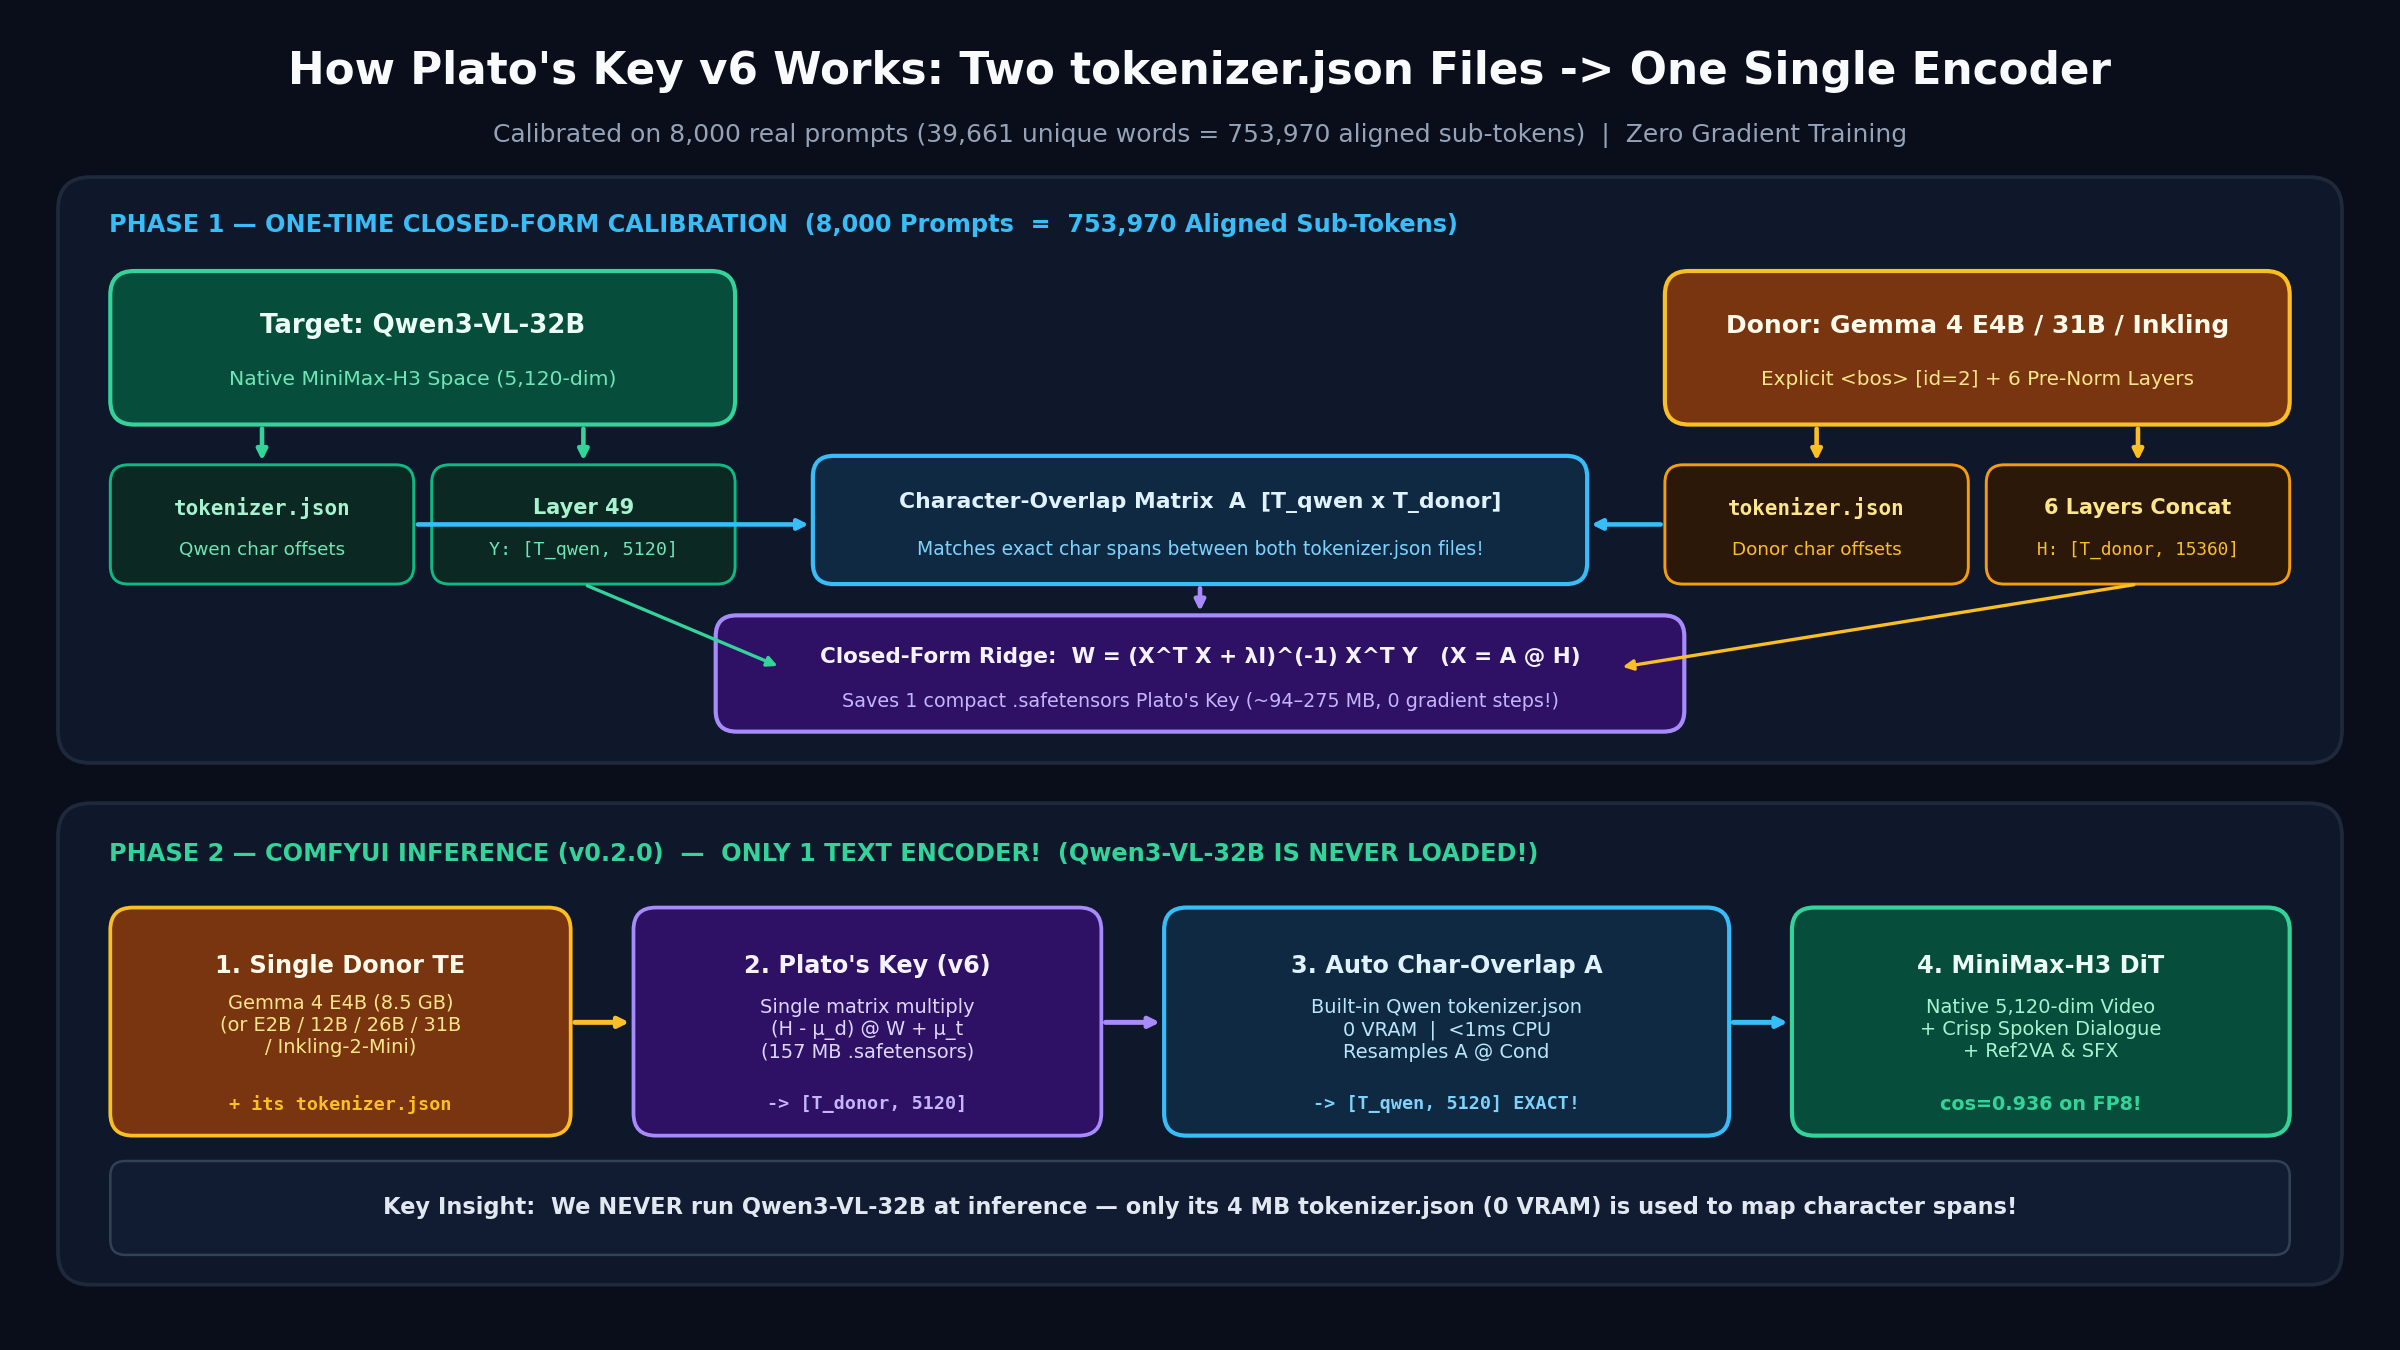 How Plato's Key v6 Works: Two tokenizer.json Files -> One Single Encoder
Calibrated on 8,000 real prompts (39,661 unique words = 753,970 aligned sub-tokens)  |  Zero Gradient Training
PHASE 1 — ONE-TIME CLOSED-FORM CALIBRATION  (8,000 Prompts  =  753,970 Aligned Sub-Tokens)
Target: Qwen3-VL-32B
Native MiniMax-H3 Space (5,120-dim)
Donor: Gemma 4 E4B / 31B / Inkling
Explicit <bos> [id=2] + 6 Pre-Norm Layers
tokenizer.json
Qwen char offsets
Layer 49
Y: [T_qwen, 5120]
Character-Overlap Matrix  A  [T_qwen x T_donor]
Matches exact char spans between both tokenizer.json files!
tokenizer.json
Donor char offsets
6 Layers Concat
H: [T_donor, 15360]
Closed-Form Ridge:  W = (X^T X + λI)^(-1) X^T Y   (X = A @ H)
Saves 1 compact .safetensors Plato's Key (~94–275 MB, 0 gradient steps!)
PHASE 2 — COMFYUI INFERENCE (v0.2.0)  —  ONLY 1 TEXT ENCODER!  (Qwen3-VL-32B IS NEVER LOADED!)
1. Single Donor TE
Gemma 4 E4B (8.5 GB)
(or E2B / 12B / 26B / 31B
/ Inkling-2-Mini)
+ its tokenizer.json
2. Plato's Key (v6)
Single matrix multiply
(H - μ_d) @ W + μ_t
(157 MB .safetensors)
-> [T_donor, 5120]
3. Auto Char-Overlap A
Built-in Qwen tokenizer.json
0 VRAM  |  <1ms CPU
Resamples A @ Cond
-> [T_qwen, 5120] EXACT!
4. MiniMax-H3 DiT
Native 5,120-dim Video
+ Crisp Spoken Dialogue
+ Ref2VA & SFX
cos=0.936 on FP8!
Key Insight:  We NEVER run Qwen3-VL-32B at inference — only its 4 MB tokenizer.json (0 VRAM) is used to map character spans!